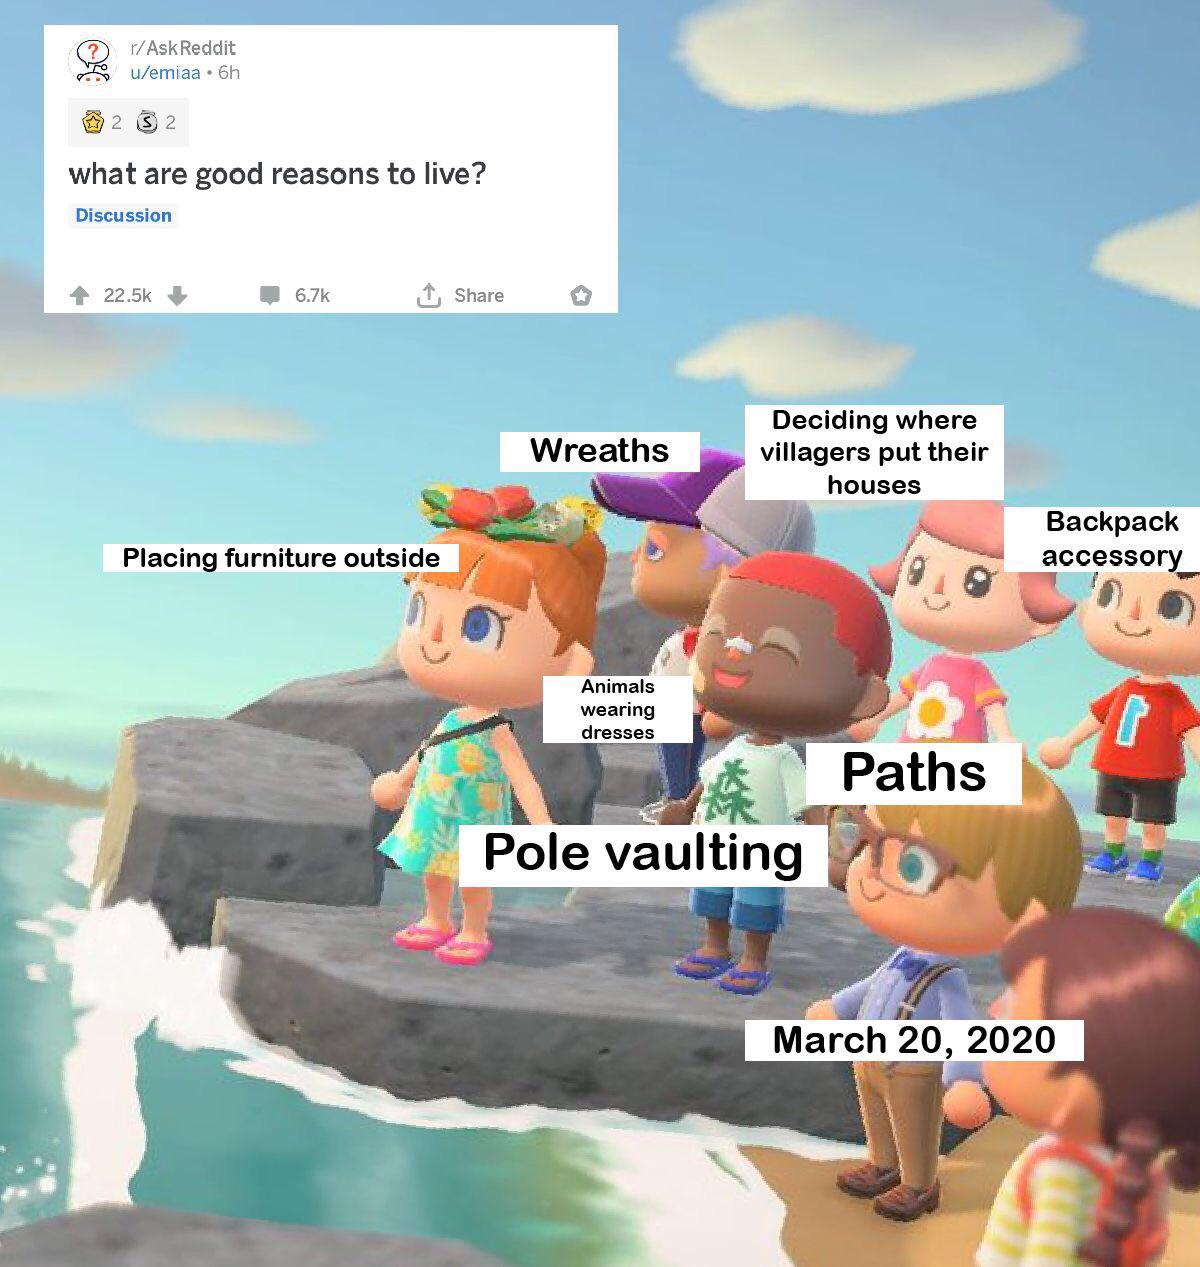 r/AskReddit
u/emiaa • 6h
2 S 2
what are good reasons to live?
Discussion
22.5k 6.7k Share
Wreaths
Deciding where
villagers put their
houses
Backpack
accessory
Placing furniture outside
Animals
wearing
dresses
Paths
Pole vaulting
March 20, 2020